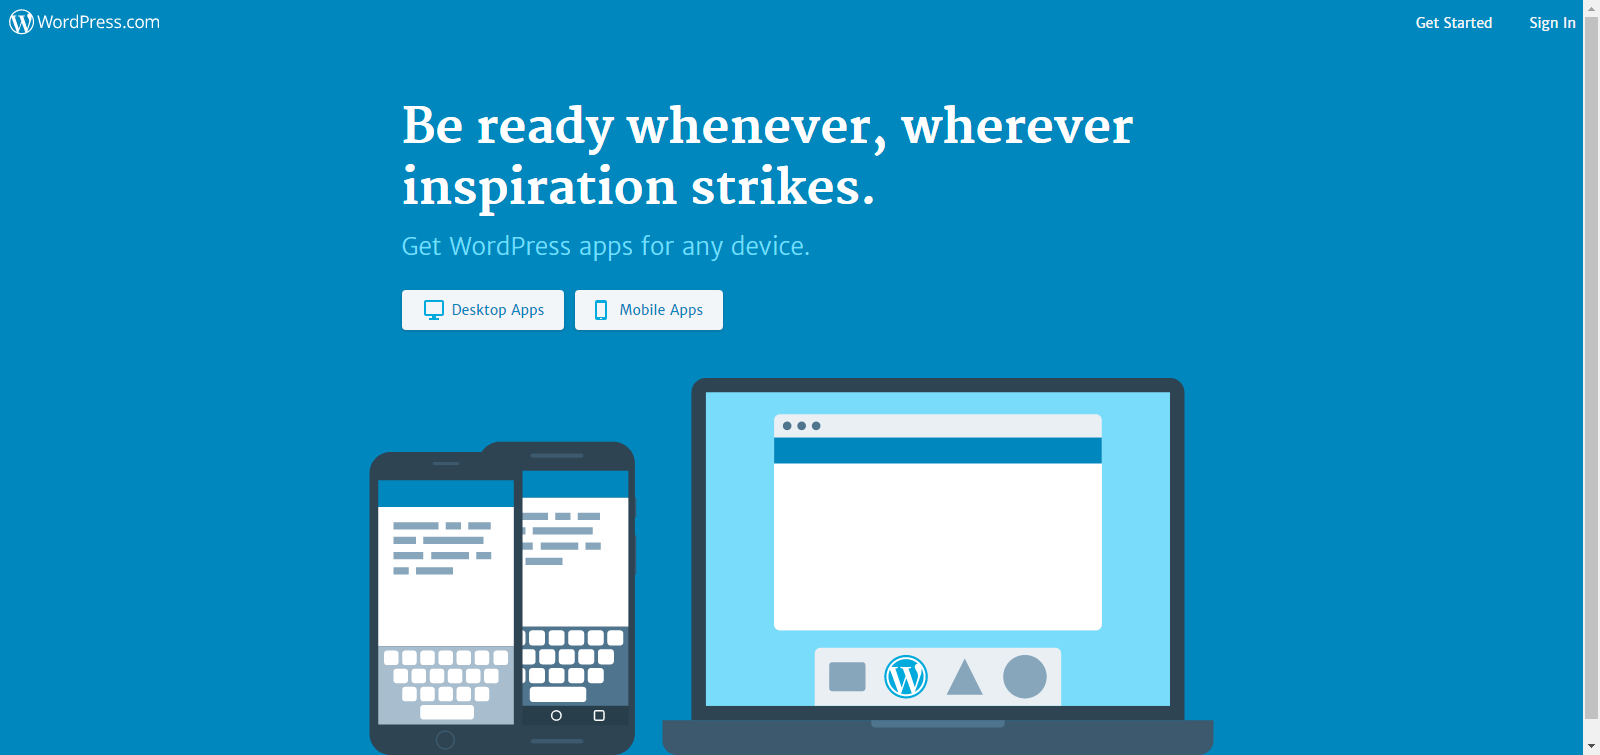 WordPress.com
Get Started
Sign In
Be ready whenever, wherever
inspiration strikes.
Get WordPress apps for any device.
Desktop Apps
Mobile Apps